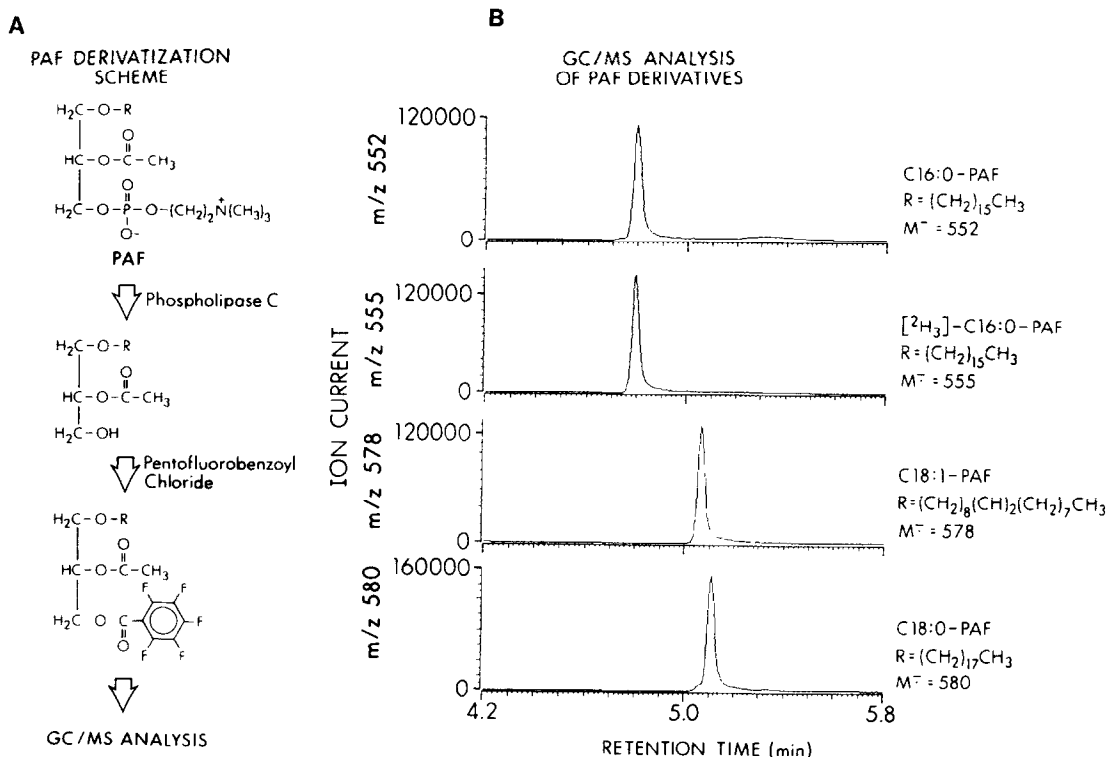 A
PAF DERIVATIZATION
SCHEME
H₂C-O-R
O
HC-O-C-CH₃
O
H₂C-O-P-O-(CH₂)₂N⁺(CH₃)₃
O-
PAF
Phospholipase C
H₂C-O-R
O
HC-O-C-CH₃
H₂C-OH
Pentofluorobenzoyl
Chloride
H₂C-O-R
O
HC-O-C-CH₃
F F
H₂C O C F
O F F
GC/MS ANALYSIS
B
GC/MS ANALYSIS
OF PAF DERIVATIVES
ION CURRENT
m/z 552
120000
0
C16:0-PAF
R=(CH2)₁₅CH₃
M⁻ = 552
m/z 555
120000
0
[²H₃]-C16:0-PAF
R=(CH2)₁₅CH₃
M⁻ = 555
m/z 578
120000
0
C18:1-PAF
R=(CH2)₈(CH)2(CH2)₇CH₃
M⁻ = 578
m/z 580
160000
0
C18:0-PAF
R=(CH2)₁₇CH₃
M⁻ = 580
4.2 5.0 5.8
RETENTION TIME (min)